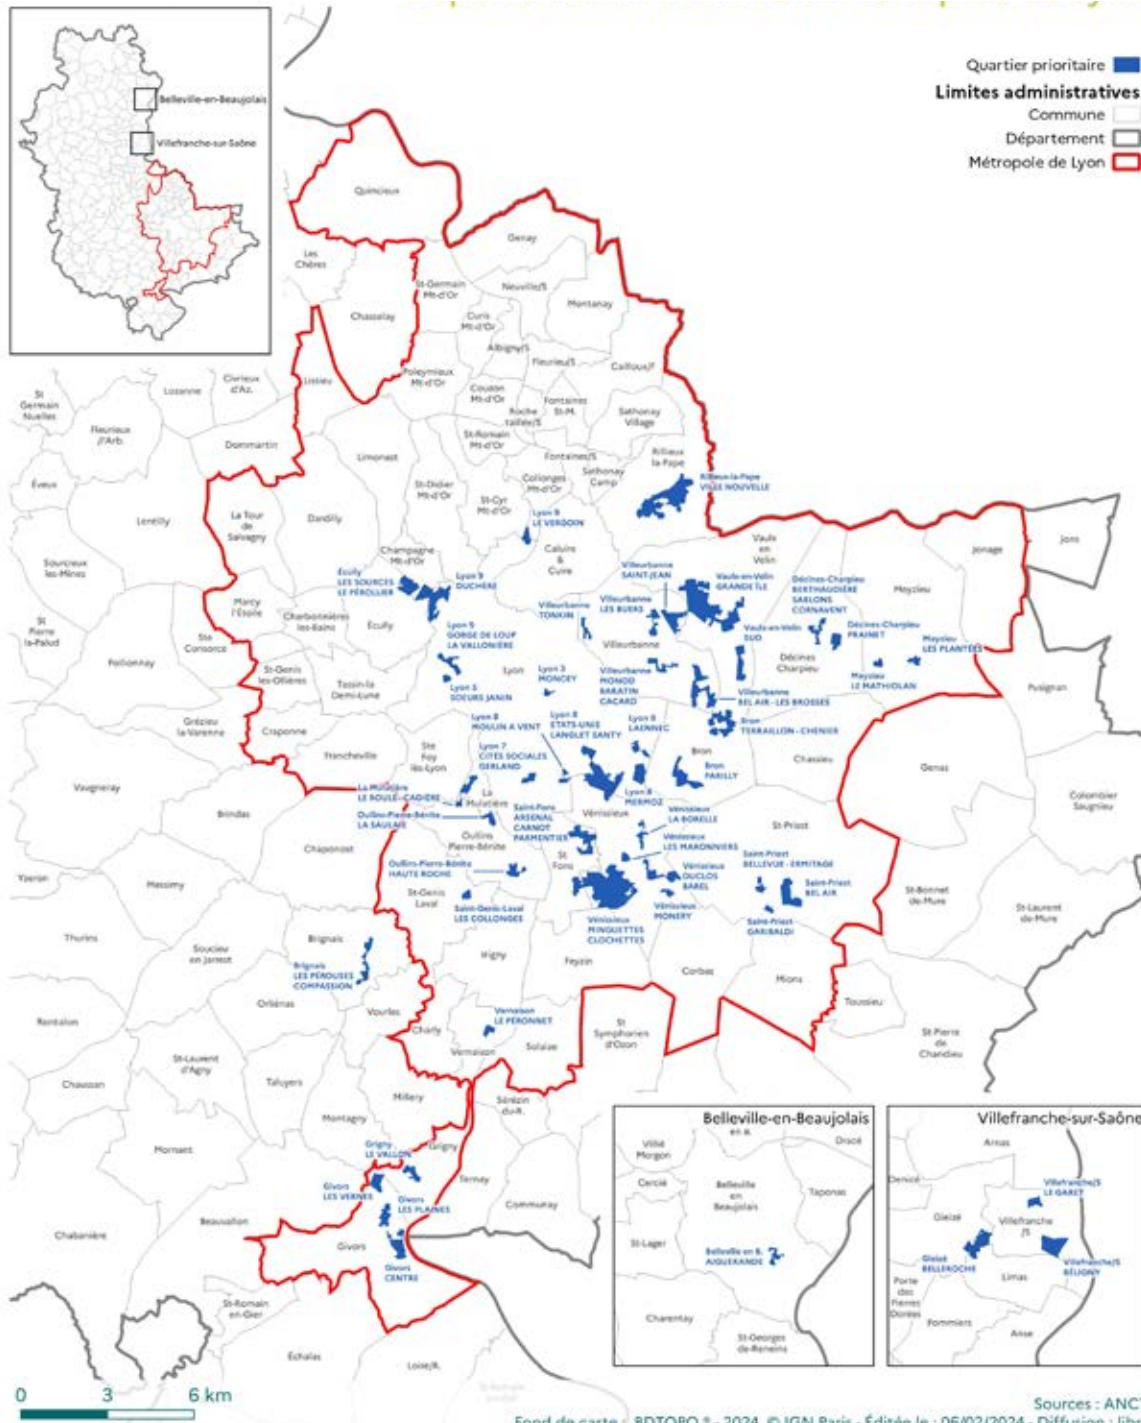 Quartier prioritaire
Limites administratives
Commune
Département
Métropole de Lyon
Belleville-en-Beaujolais
Villefranche-sur-Saône
Quincieux
Genay
Les
Chères
St-Germain
Mt-d'Or
Neuville/S
Montanay
Chasselay
Curis
Mt-d'Or
Albigny/S
Fleurieu/S
Cailloux/F
Lissieu
Poleymieux
Mt-d'Or
Civrieux
d'Az.
Lozanne
St
Germain
Nuelles
Couzon
Mt-d'Or
Fontaines
St-M.
Roche
taillée/S
Sathonay
Village
Fleurieux
/l'Arb.
Dommartin
Limonest
St-Romain
Mt-d'Or
Fontaines/S
Rillieux
la-Pape
Éveux
St-Didier
Mt-d'Or
Collonges
Mt-d'Or
Sathonay
Camp
Rillieux-la-Pape
VILLE NOUVELLE
St-Cyr
Mt-d'Or
Lentilly
La Tour
de
Salvagny
Dardilly
Lyon 9
LE VERGOIN
Jons
Jonage
Sourcieux
les-Mines
Champagne
Mt-d'Or
Caluire
&
Cuire
Vaulx
en
Velin
Villeurbanne
SAINT-JEAN
Écully
LES SOURCES
LE PÉROLLIER
Lyon 9
DUCHÈRE
Vaulx-en-Velin
GRANDE ÎLE
Décines-Charpieu
BERTHAUDIÈRE
SABLONS
CORNAVENT
Meyzieu
Marcy
l'Étoile
Charbonnières
les-Bains
Villeurbanne
LES BUERS
Villeurbanne
TONKIN
St
Pierre
la-Palud
Écully
Lyon 9
GORGE DE LOUP
LA VALLONIÈRE
Vaulx-en-Velin
SUD
Décines-Charpieu
PRAINET
Meyzieu
LES PLANTÉES
Ste
Consorce
Pollionnay
Villeurbanne
Décines
Charpieu
St-Genis
les-Ollières
Lyon
Lyon 3
MONCEY
Villeurbanne
MONOD
BARATIN
CACARD
Meyzieu
LE MATHIOLAN
Tassin-la
Demi-Lune
Lyon 5
SOEURS JANIN
Pusignan
Villeurbanne
BEL AIR - LES BROSSES
Grézieu
la-Varenne
Craponne
Lyon 8
MOULIN A VENT
Lyon 8
ETATS-UNIS
LANGLET SANTY
Lyon 8
LAENNEC
Bron
TERRAILLON - CHENIER
Francheville
Ste
Foy
lès-Lyon
Lyon 7
CITÉS SOCIALES
GERLAND
Bron
Bron
PARILLY
Chassieu
Genas
Vaugneray
La Mulatière
LE ROULE - CADIÈRE
La
Mulatière
Lyon 8
MERMOZ
Colombier
Saugnieu
Brindas
Oullins-Pierre-Bénite
LA SAULAIE
Saint-Fons
ARSENAL
CARNOT
PARMENTIER
Vénissieux
Vénissieux
LA BORELLE
St-Priest
Chaponost
Oullins
Pierre-Bénite
Vénissieux
LES MARONNIERS
St
Fons
Yzeron
Messimy
Oullins-Pierre-Bénite
HAUTE ROCHE
Vénissieux
DUCLOS
BAREL
Saint-Priest
BELLEVUE - ERMITAGE
Saint-Priest
BEL AIR
St-Genis
Laval
St-Bonnet
de-Mure
Saint-Genis-Laval
LES COLLONGES
Vénissieux
MINGUETTES
CLOCHETTES
Vénissieux
MONERY
Saint-Priest
GARIBALDI
St-Laurent
de-Mure
Thurins
Soucieu
en Jarrest
Brignais
Irigny
Feyzin
Corbas
Mions
Brignais
LES PÉROUSES
COMPASSION
Orliénas
Vourles
Vernaison
LE PÉRONNET
Toussieu
Rontalon
Charly
Vernaison
Solaize
St
Symphorien
d'Ozon
St-Pierre
de
Chandieu
St-Laurent
d'Agny
Chaussan
Taluyers
Millery
Sérézin
du-R.
Montagny
Mornant
Grigny
LE VALLON
Grigny
Ternay
Givors
LES VERNES
Givors
LES PLAINES
Communay
Beauvallon
Chabanière
Givors
Givors
CENTRE
St-Romain
en-Gier
Échalas
Loire/R.
Belleville-en-Beaujolais
en B.
Dracé
Villié
Morgon
Cercié
Belleville
en
Beaujolais
Taponas
St-Lager
Belleville en B.
AIGUERANDE
Charentay
St-Georges
de-Reneins
Villefranche-sur-Saône
Arnas
Denicé
Villefranche/S
LE GARET
Gleizé
Villefranche
/S
Gleizé
BELLEROCHE
Villefranche/S
BÉLIGNY
Limas
Porte
des
Pierres
Dorées
Pommiers
Anse
0 3 6 km
Sources : ANCT
Fond de carte : BDTOPO ® - 2024 © IGN Paris - Éditée le : 06/02/2024 - Diffusion : libre